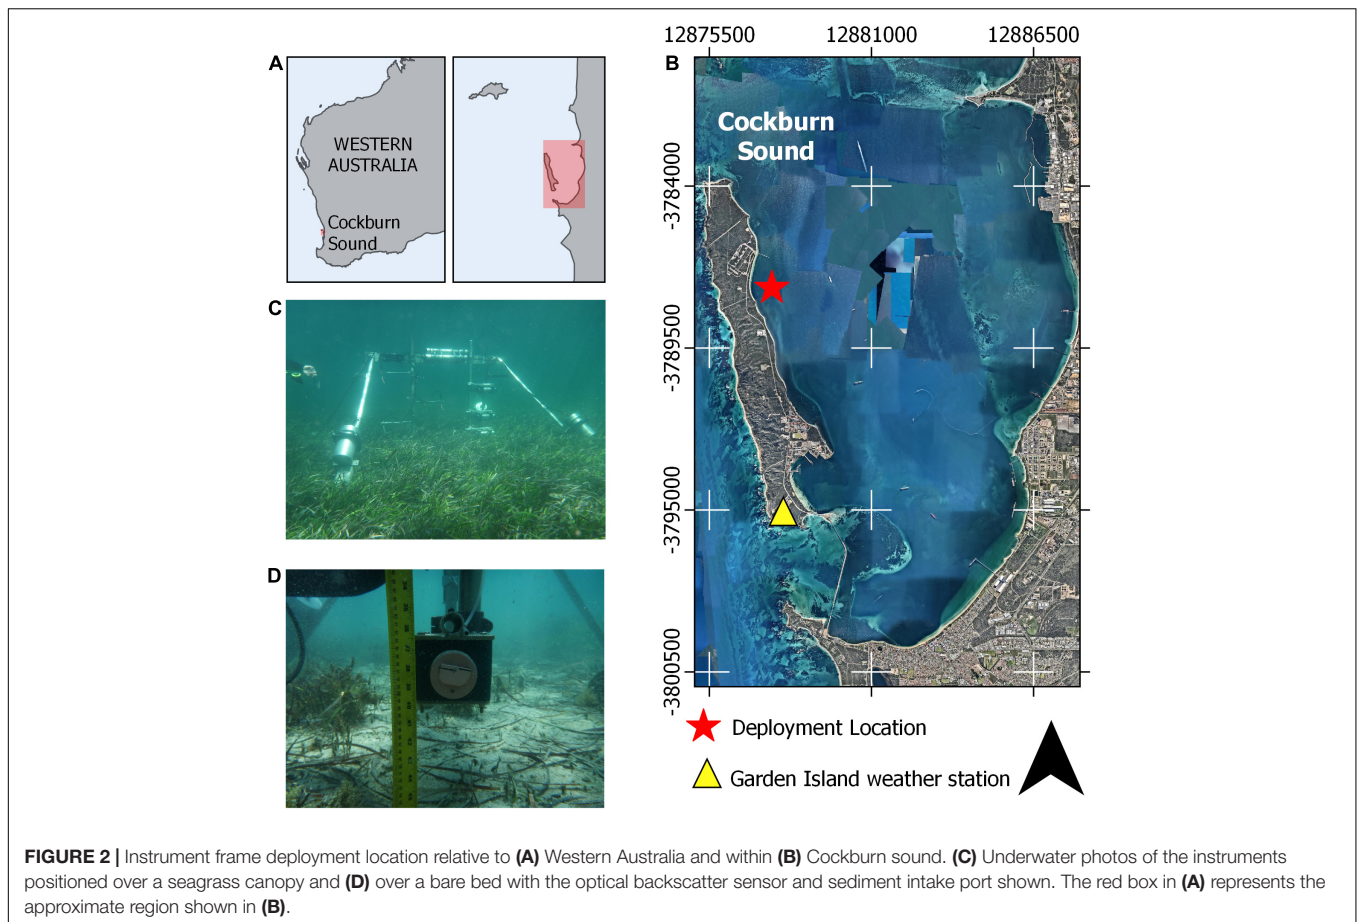 A
WESTERN
AUSTRALIA
Cockburn
Sound
B
12875500
12881000
12886500
Cockburn
Sound
-3784000
-3789500
-3795000
-3800500
C
D
Deployment Location
Garden Island weather station
FIGURE 2 | Instrument frame deployment location relative to (A) Western Australia and within (B) Cockburn sound. (C) Underwater photos of the instruments
positioned over a seagrass canopy and (D) over a bare bed with the optical backscatter sensor and sediment intake port shown. The red box in (A) represents the
approximate region shown in (B).